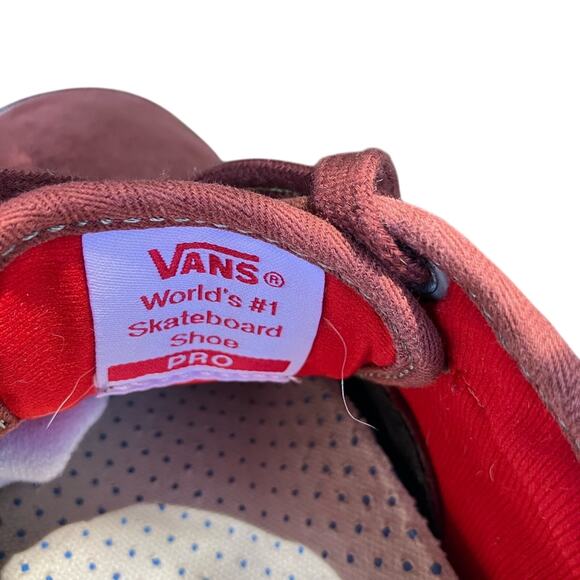 VANS®
World's #1
Skateboard
Shoe
PRO